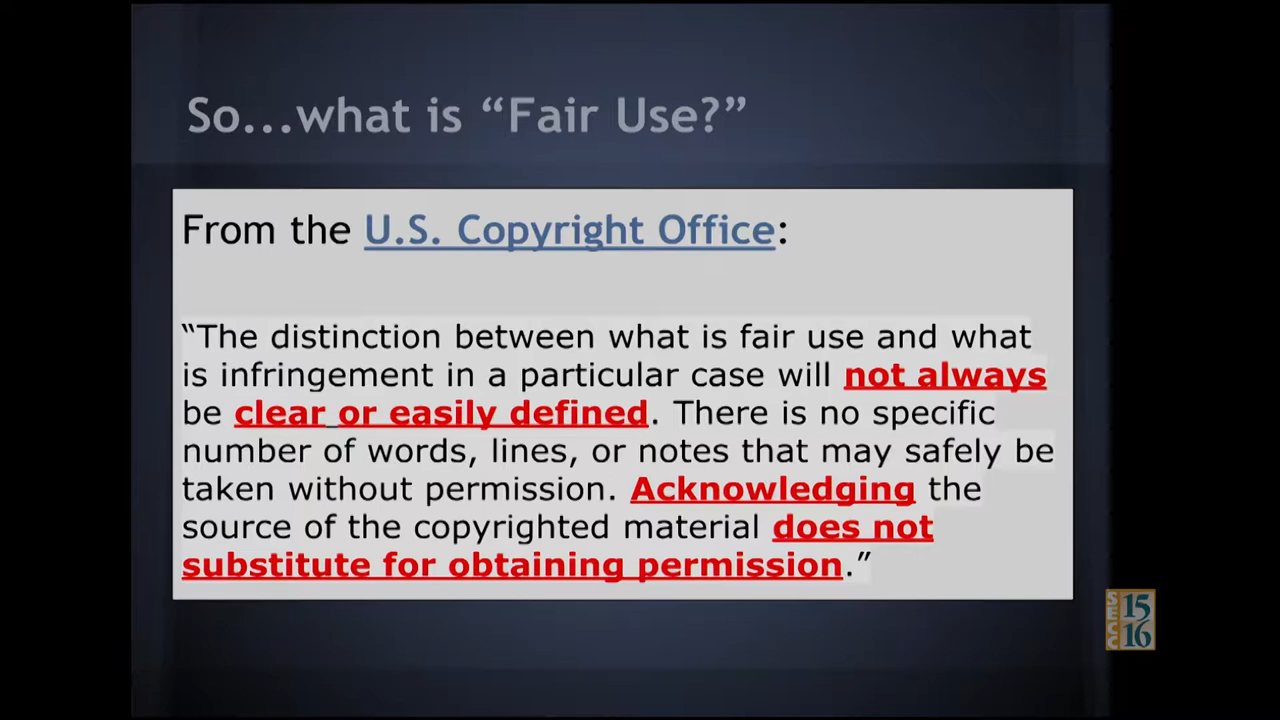 So...what is “Fair Use?”
From the U.S. Copyright Office:
“The distinction between what is fair use and what
is infringement in a particular case will not always
be clear or easily defined. There is no specific
number of words, lines, or notes that may safely be
taken without permission. Acknowledging the
source of the copyrighted material does not
substitute for obtaining permission.”
SECC
15
16